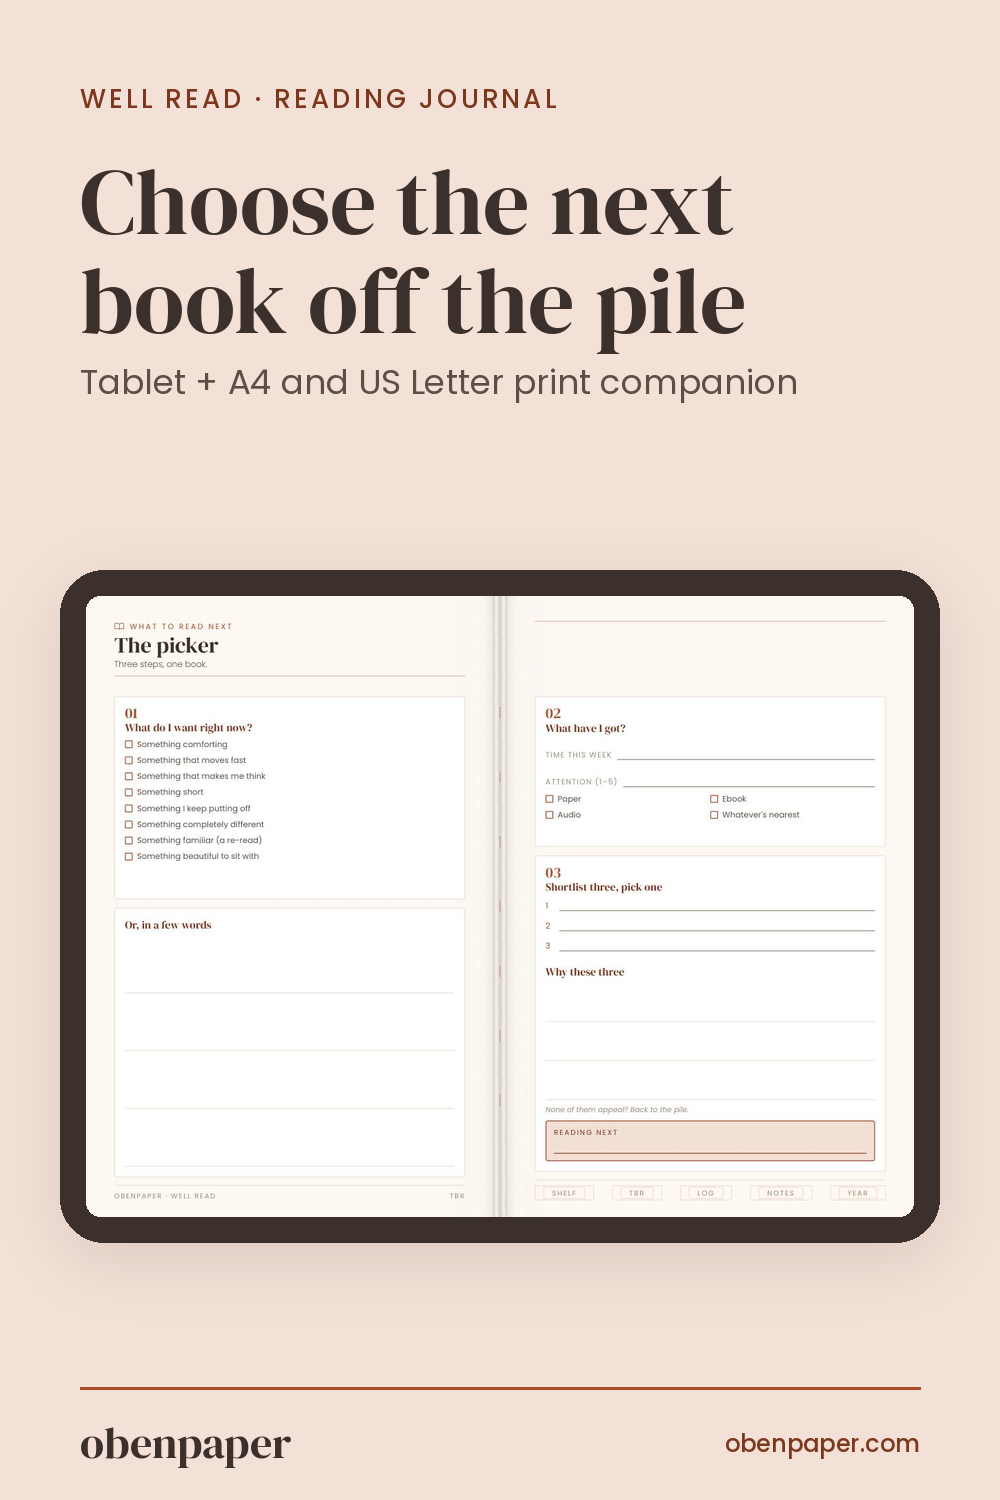 WELL READ · READING JOURNAL
Choose the next
book off the pile
Tablet + A4 and US Letter print companion
WHAT TO READ NEXT
The picker
Three steps, one book.
01
What do I want right now?
Something comforting
Something that moves fast
Something that makes me think
Something short
Something I keep putting off
Something completely different
Something familiar (a re-read)
Something beautiful to sit with
Or, in a few words
OBENPAPER · WELL READ
TBR
02
What have I got?
TIME THIS WEEK
ATTENTION (1–5)
Paper
Ebook
Audio
Whatever's nearest
03
Shortlist three, pick one
1
2
3
Why these three
None of them appeal? Back to the pile.
READING NEXT
SHELF
TBR
LOG
NOTES
YEAR
obenpaper
obenpaper.com